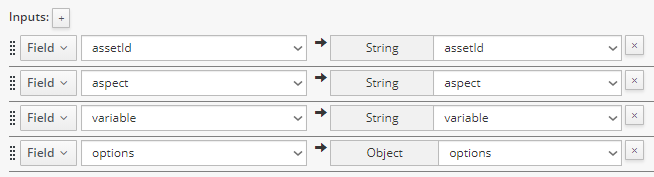 Inputs: +
Field assetId String assetId ×
Field aspect String aspect ×
Field variable String variable ×
Field options Object options ×